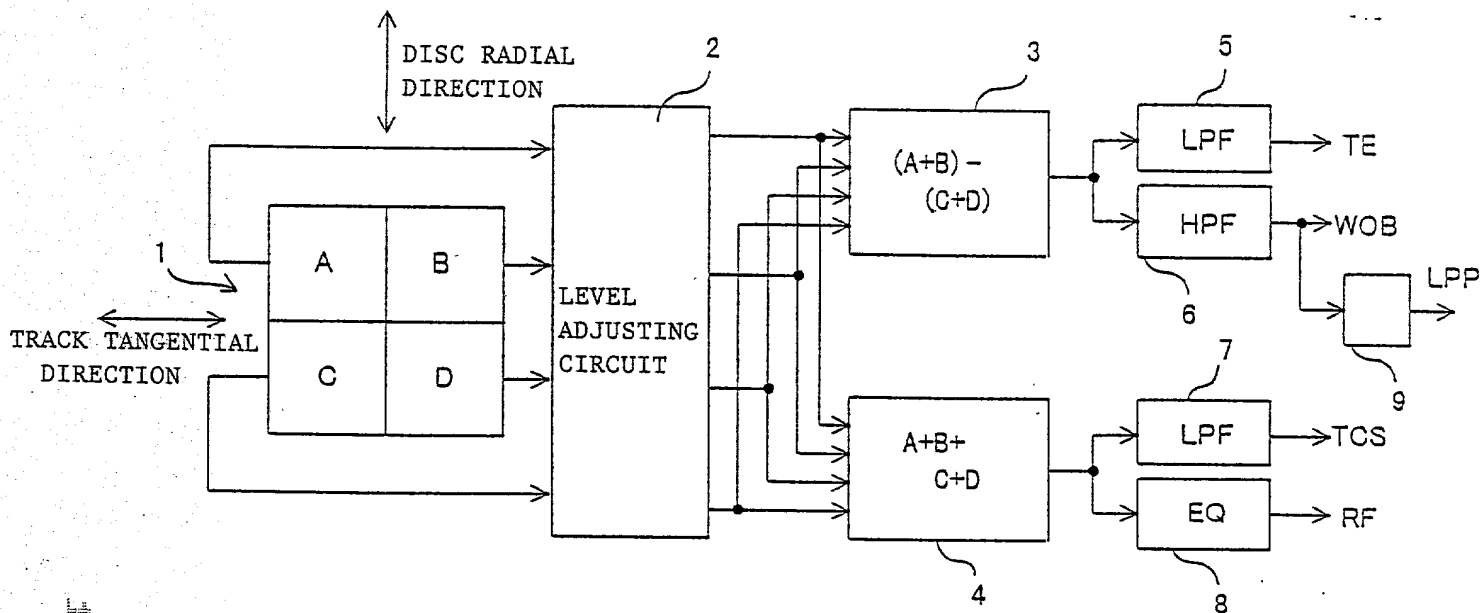 DISC RADIAL
DIRECTION
2
3
5
LPF
TE
(A+B) -
(C+D)
HPF
WOB
6
LPP
9
1
A
B
C
D
TRACK TANGENTIAL
DIRECTION
LEVEL
ADJUSTING
CIRCUIT
7
LPF
TCS
A+B+
C+D
4
EQ
RF
8